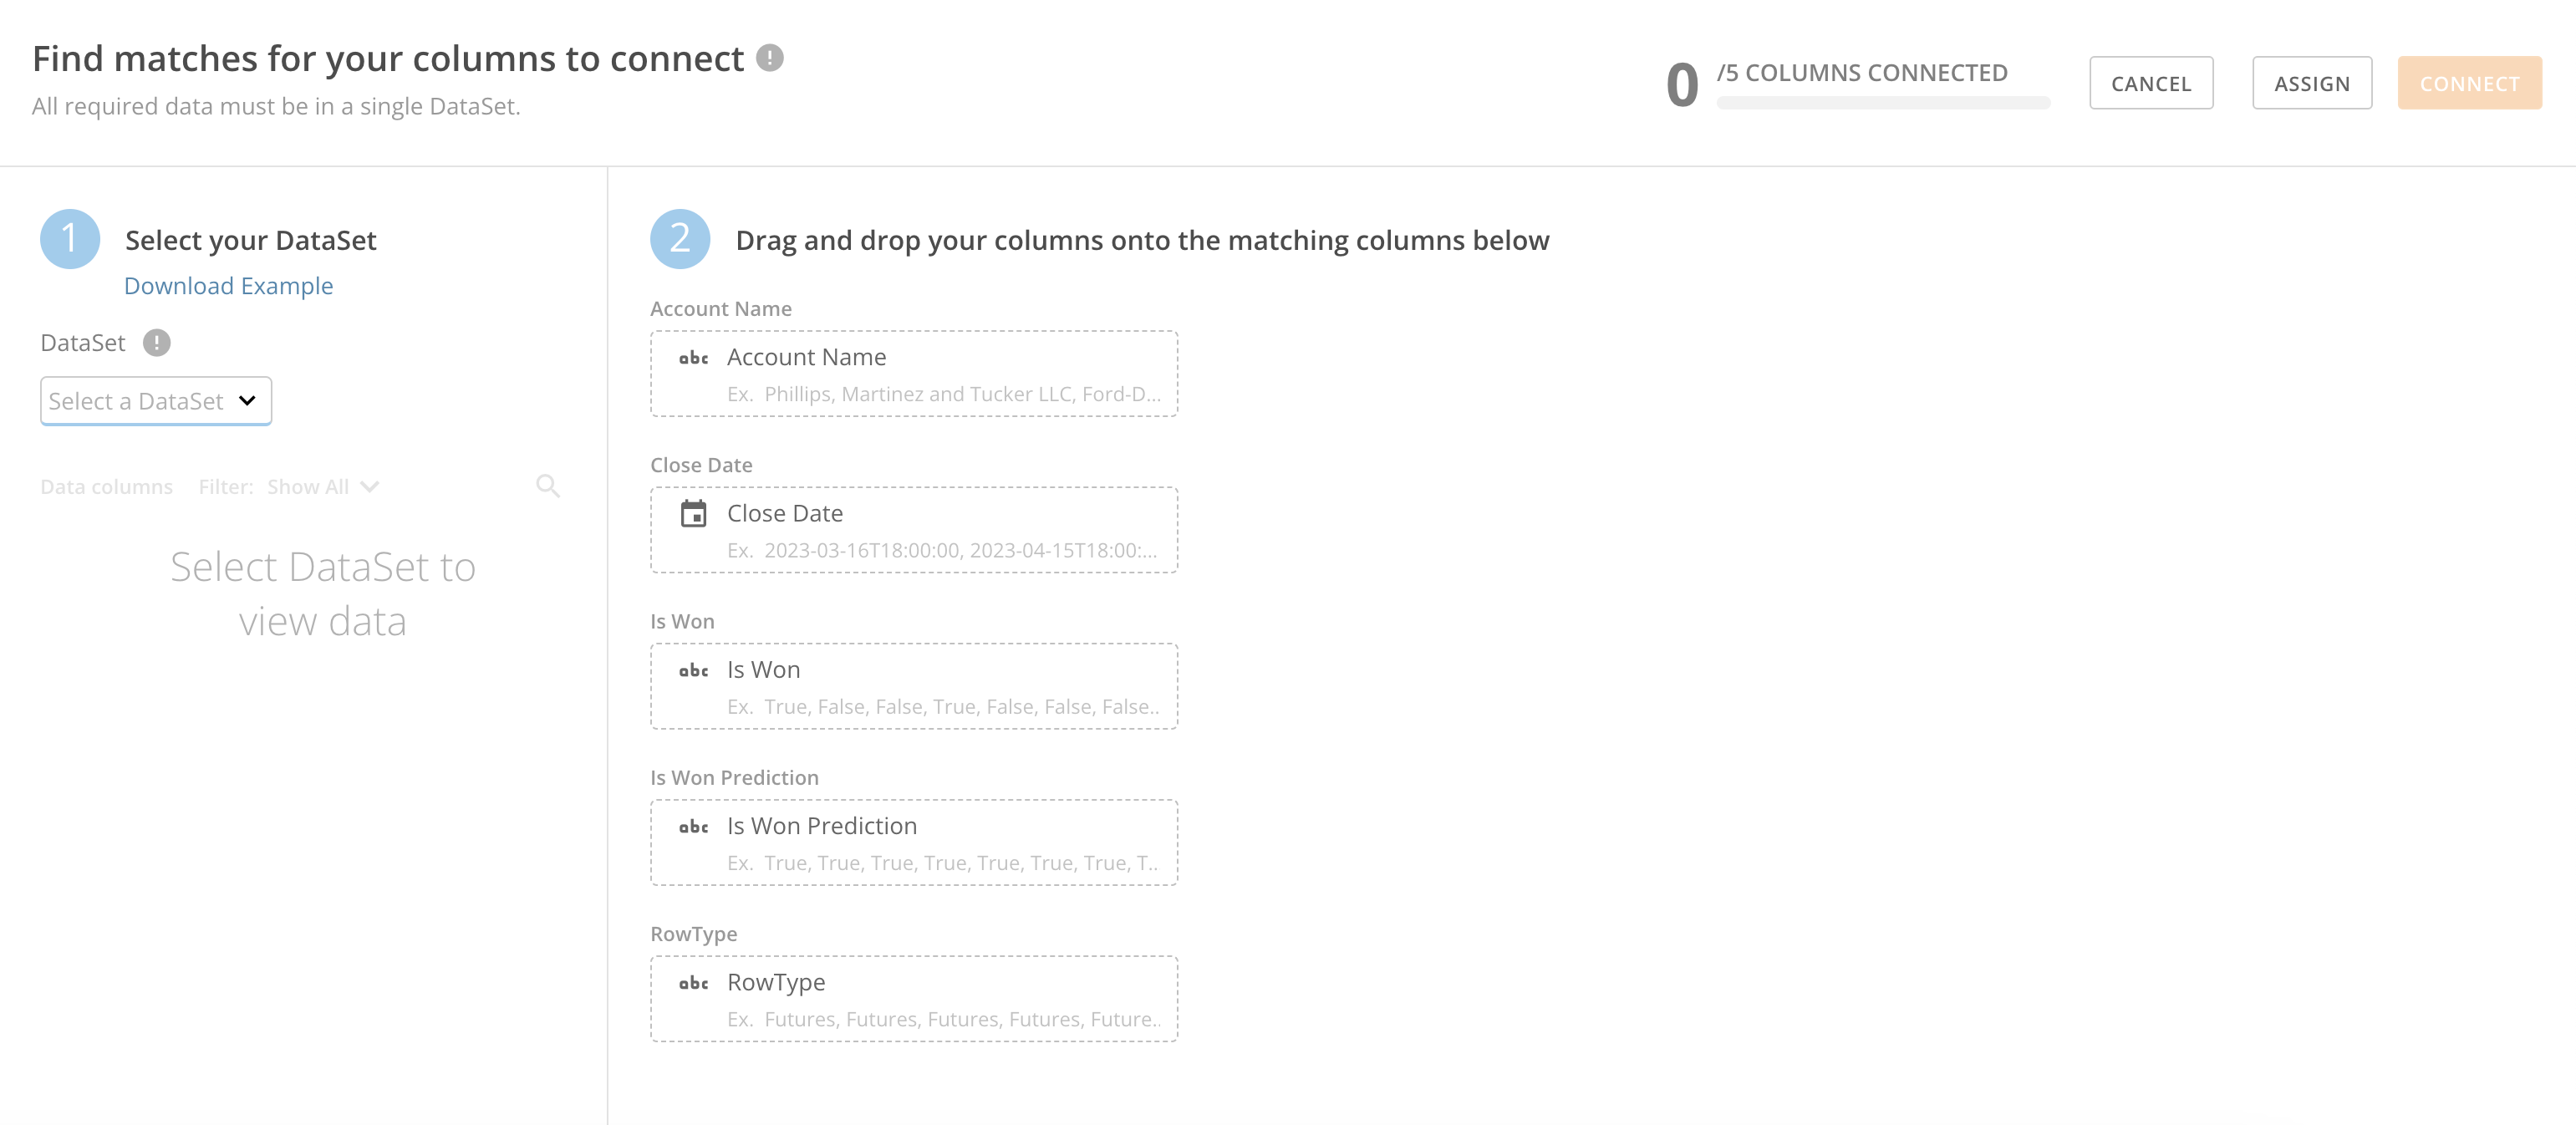 Find matches for your columns to connect
All required data must be in a single DataSet.
0 /5 COLUMNS CONNECTED
CANCEL
ASSIGN
CONNECT
1 Select your DataSet
Download Example
DataSet
Select a DataSet
Data columns Filter: Show All
Select DataSet to
view data
2 Drag and drop your columns onto the matching columns below
Account Name
abc Account Name
Ex. Phillips, Martinez and Tucker LLC, Ford-D...
Close Date
Close Date
Ex. 2023-03-16T18:00:00, 2023-04-15T18:00:...
Is Won
abc Is Won
Ex. True, False, False, True, False, False, False..
Is Won Prediction
abc Is Won Prediction
Ex. True, True, True, True, True, True, True, T..
RowType
abc RowType
Ex. Futures, Futures, Futures, Futures, Future..